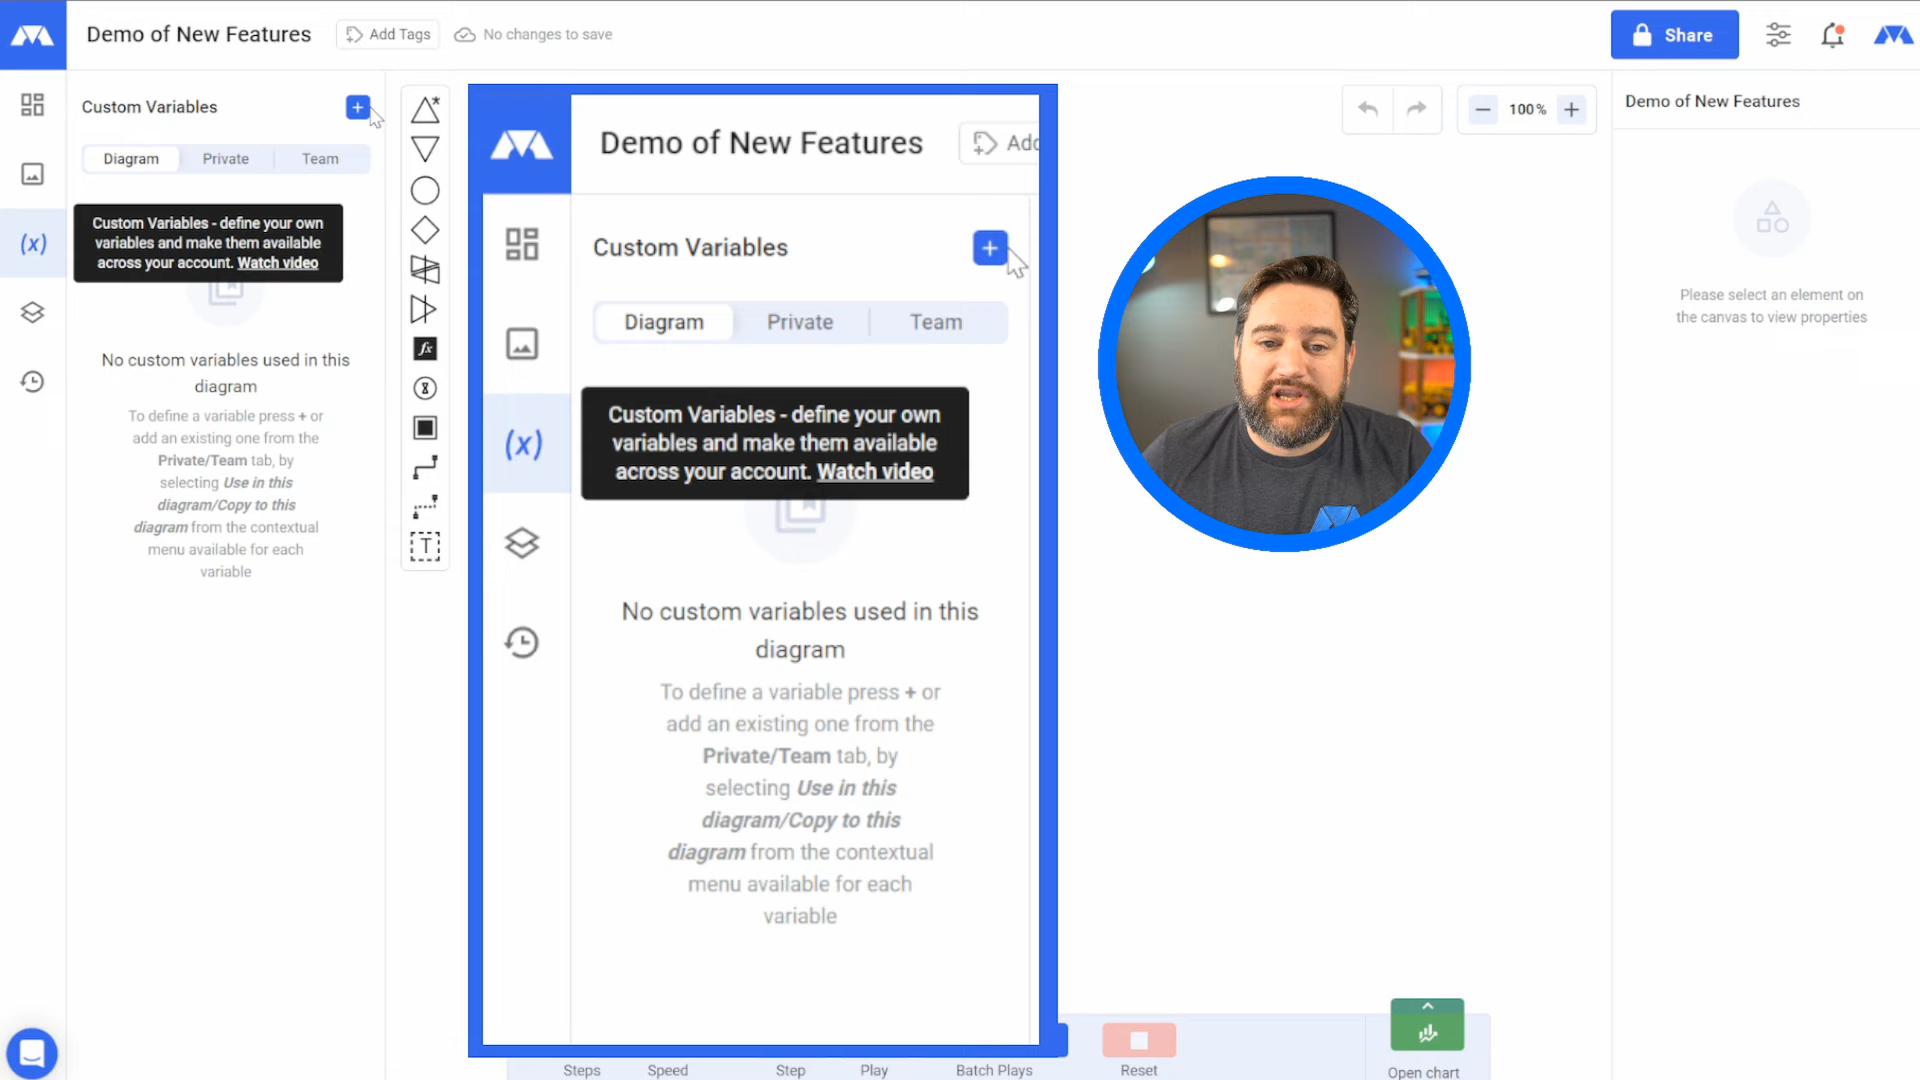 Demo of New Features
Add Tags
No changes to save
Share
Custom Variables
Diagram
Private
Team
Custom Variables - define your own
variables and make them available
across your account. Watch video
No custom variables used in this
diagram
To define a variable press + or
add an existing one from the
Private/Team tab, by
selecting Use in this
diagram/Copy to this
diagram from the contextual
menu available for each
variable
(x)
fx
T
Demo of New Features
Add
Custom Variables
Diagram
Private
Team
(x)
Custom Variables - define your own
variables and make them available
across your account. Watch video
No custom variables used in this
diagram
To define a variable press + or
add an existing one from the
Private/Team tab, by
selecting Use in this
diagram/Copy to this
diagram from the contextual
menu available for each
variable
100%
Demo of New Features
Please select an element on
the canvas to view properties
Steps
Speed
Step
Play
Batch Plays
Reset
Open chart